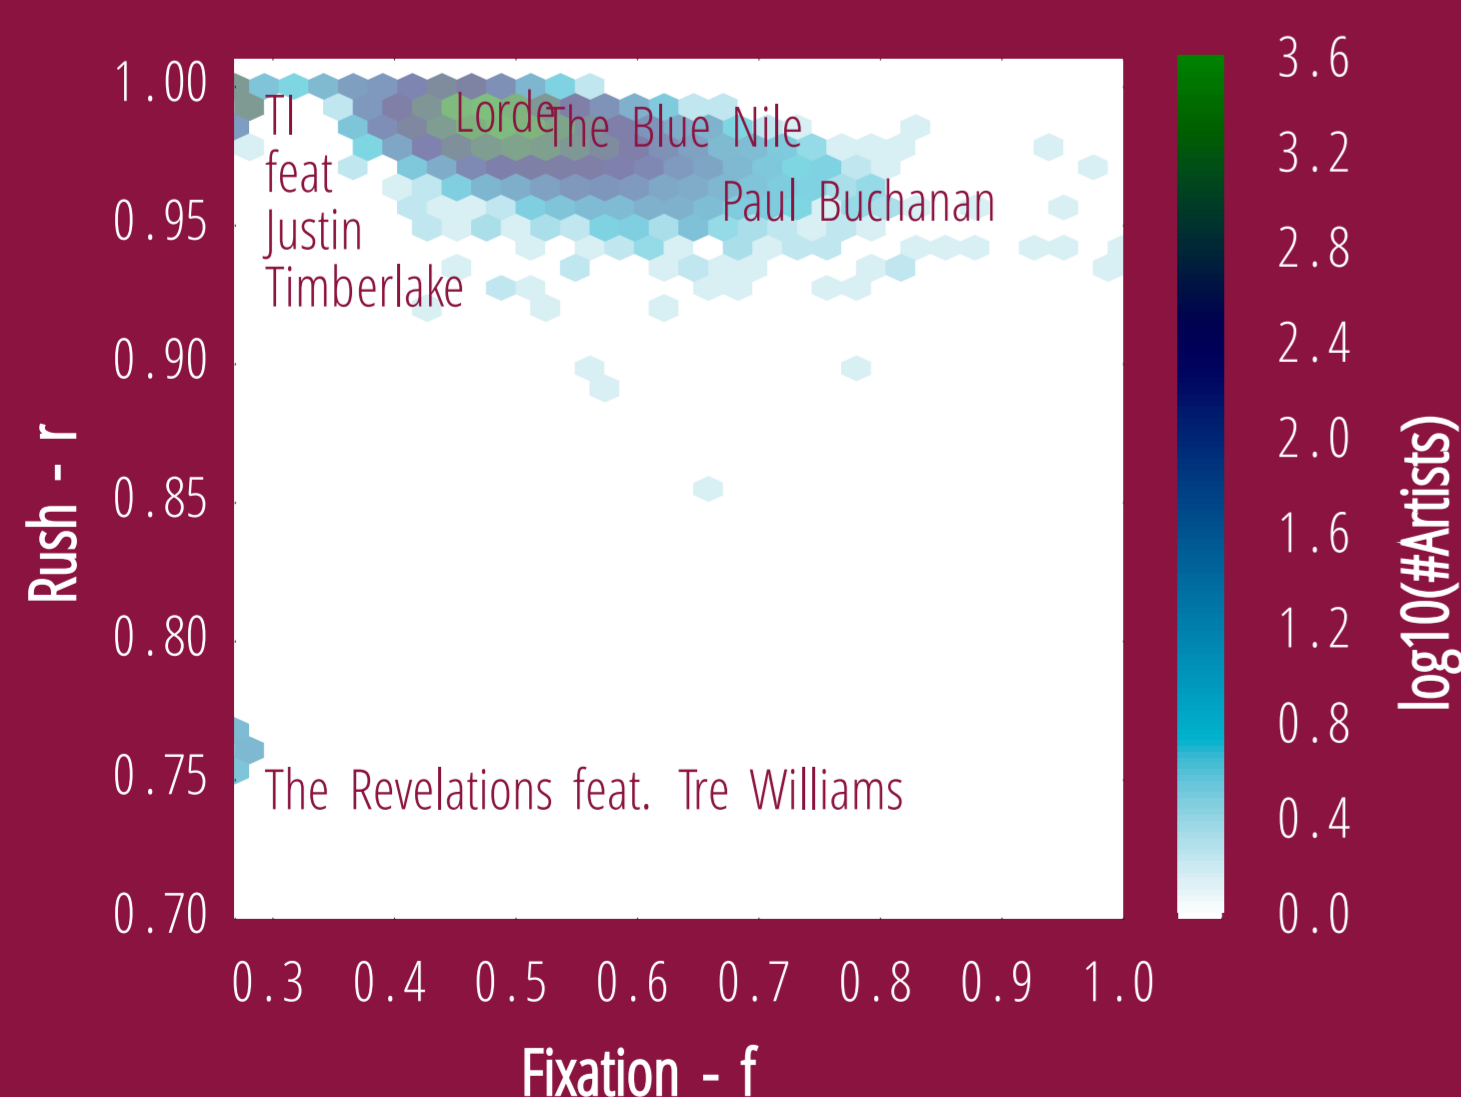 1.00
0.95
0.90
0.85
0.80
0.75
0.70
Rush - r
TI
feat
Justin
Timberlake
Lorde
The Blue Nile
Paul Buchanan
The Revelations feat. Tre Williams
0.3 0.4 0.5 0.6 0.7 0.8 0.9 1.0
Fixation - f
3.6
3.2
2.8
2.4
2.0
1.6
1.2
0.8
0.4
0.0
log10(#Artists)